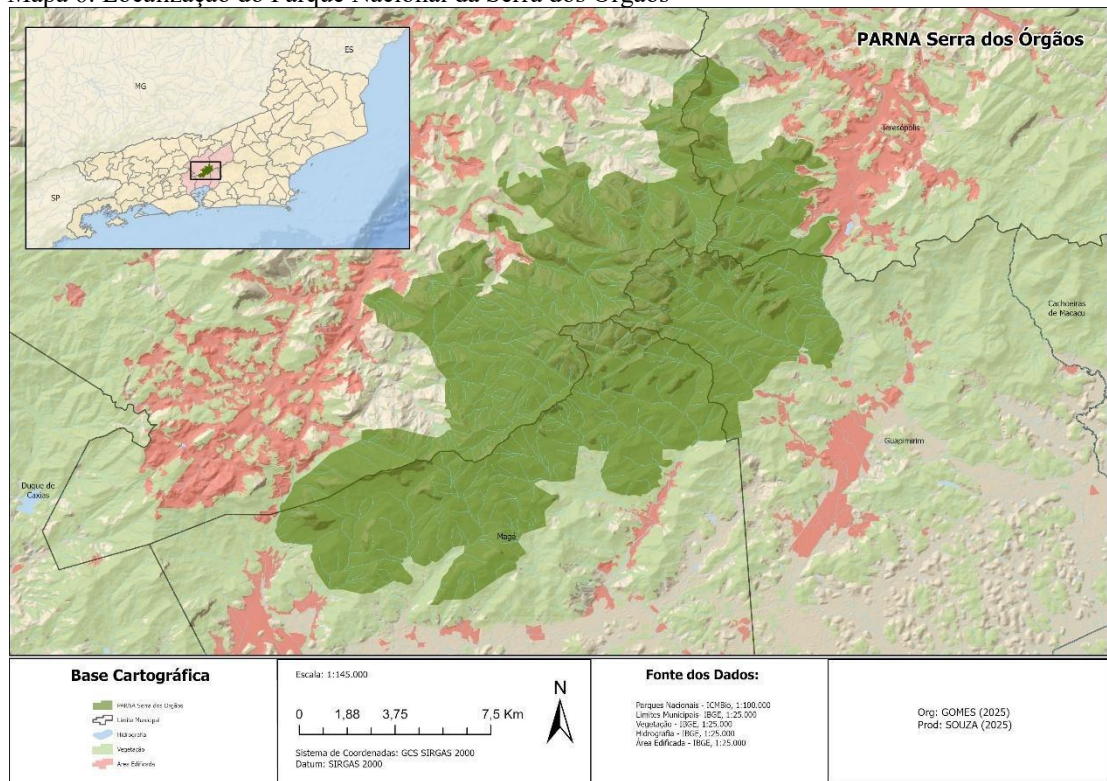 Mapa 6: Localização do Parque Nacional da Serra dos Órgãos
PARNA Serra dos Órgãos
ES
MG
SP
Teresópolis
Cachoeiras
de Macacu
Guapimirim
Duque de
Caxias
Magé
Base Cartográfica
PARNA Serra dos Órgãos
Limite Municipal
Hidrografia
Vegetação
Área Edificada
Escala: 1:145.000
0 1,88 3,75 7,5 Km
Sistema de Coordenadas: GCS SIRGAS 2000
Datum: SIRGAS 2000
N
Fonte dos Dados:
Parques Nacionais - ICMBio, 1:100.000
Limites Municipais- IBGE, 1:25.000
Vegetação - IBGE, 1:25.000
Hidrografia - IBGE, 1:25.000
Área Edificada - IBGE, 1:25.000
Org: GOMES (2025)
Prod: SOUZA (2025)